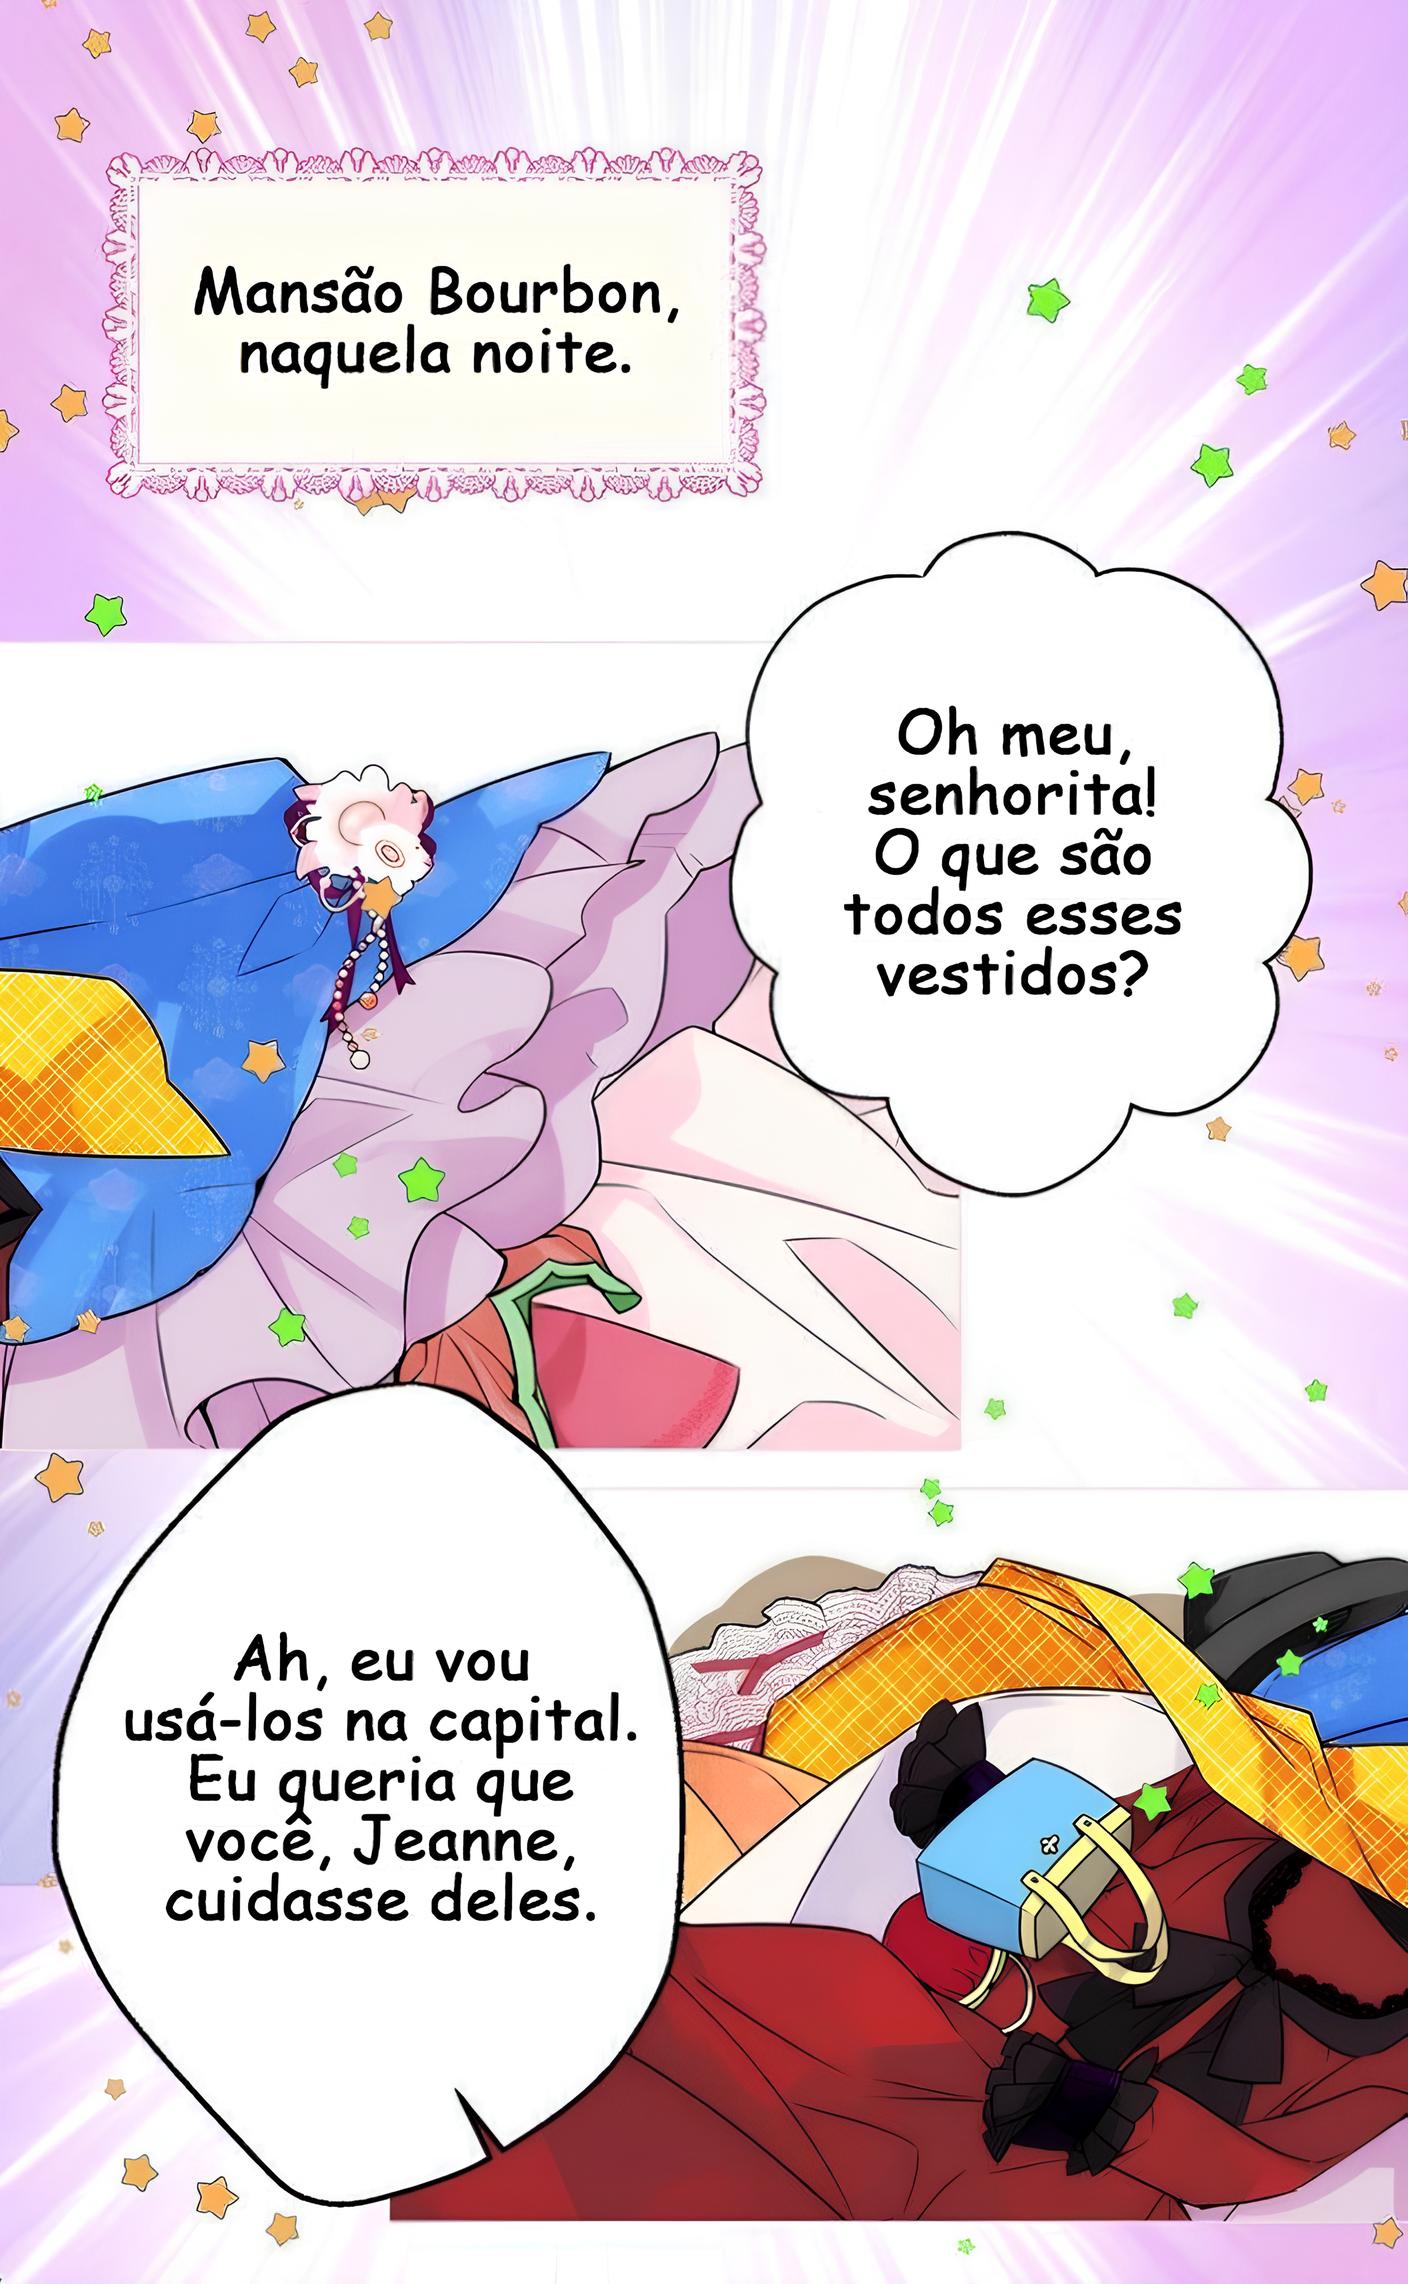 Mansão Bourbon,
naquela noite.
Oh meu,
senhorita!
O que são
todos esses
vestidos?
Ah, eu vou
usá-los na capital.
Eu queria que
você, Jeanne,
cuidasse deles.